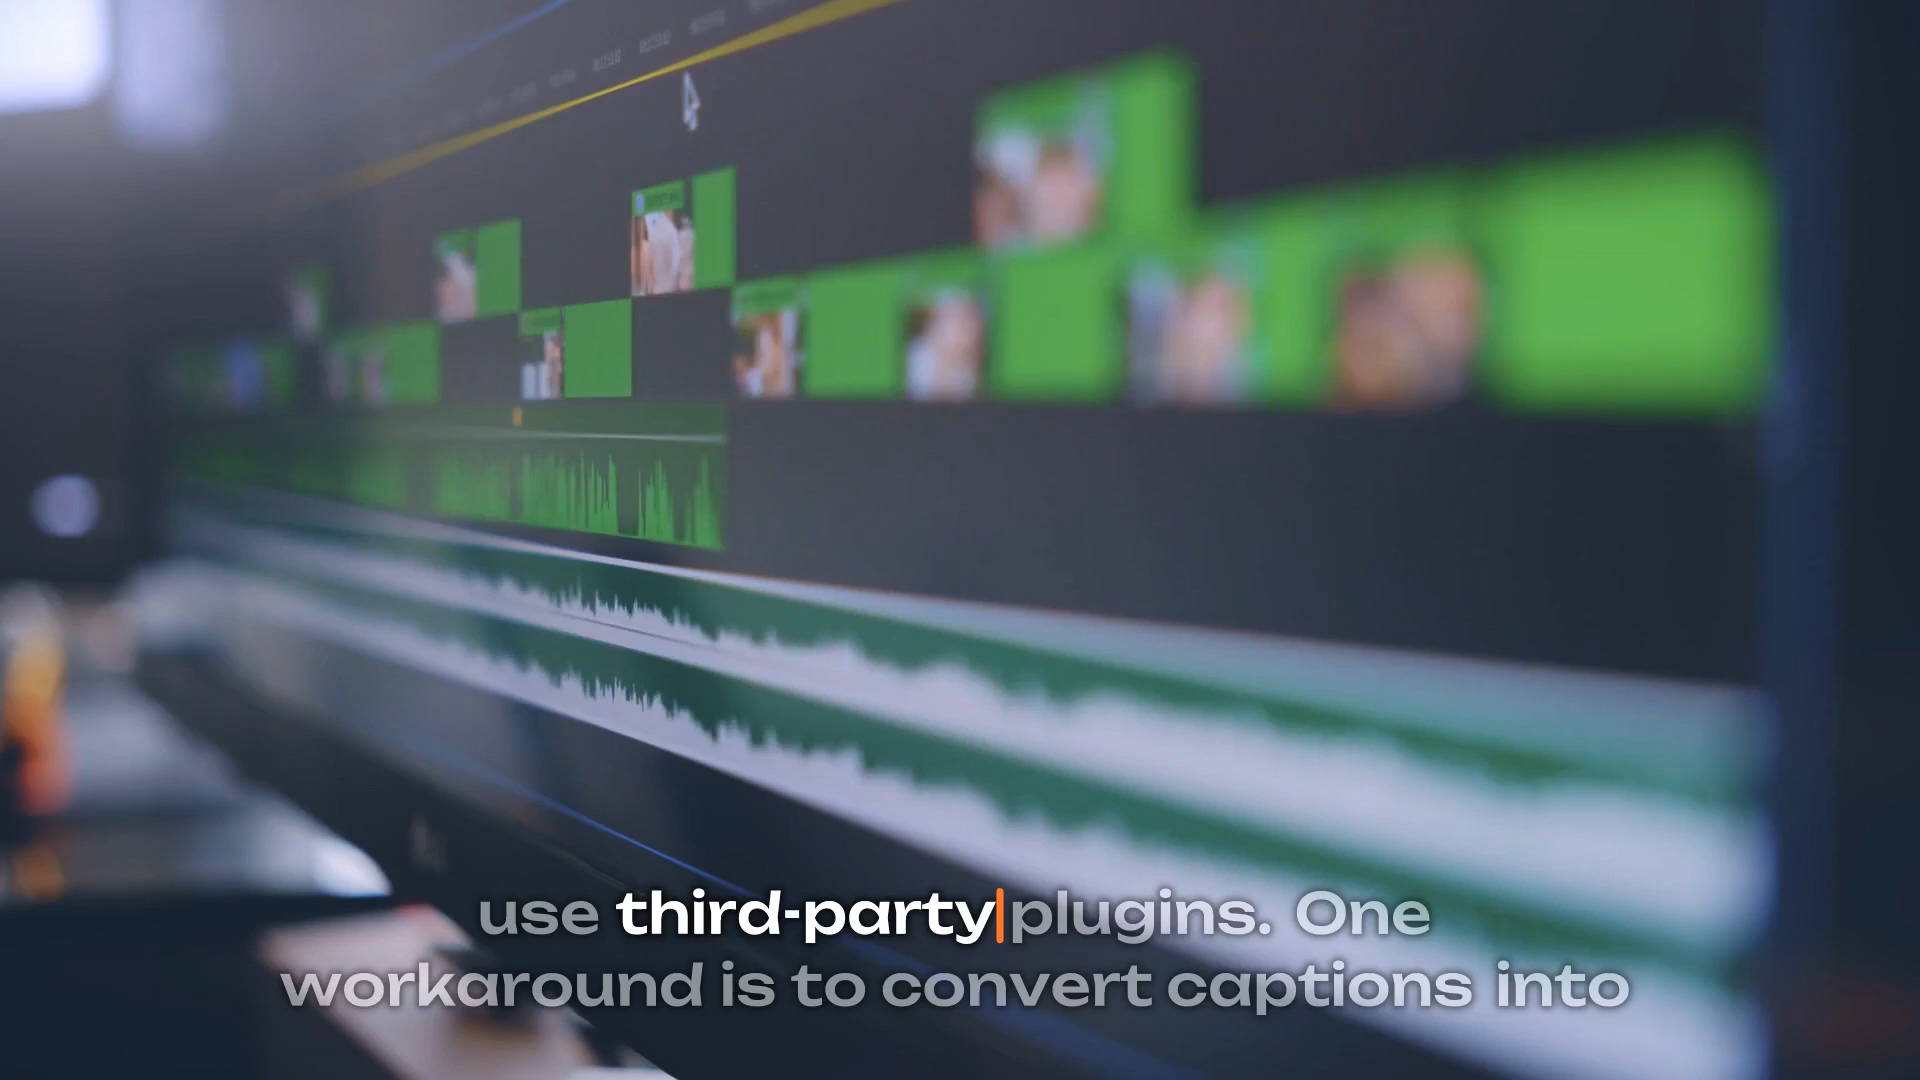 use third-party plugins. One
workaround is to convert captions into